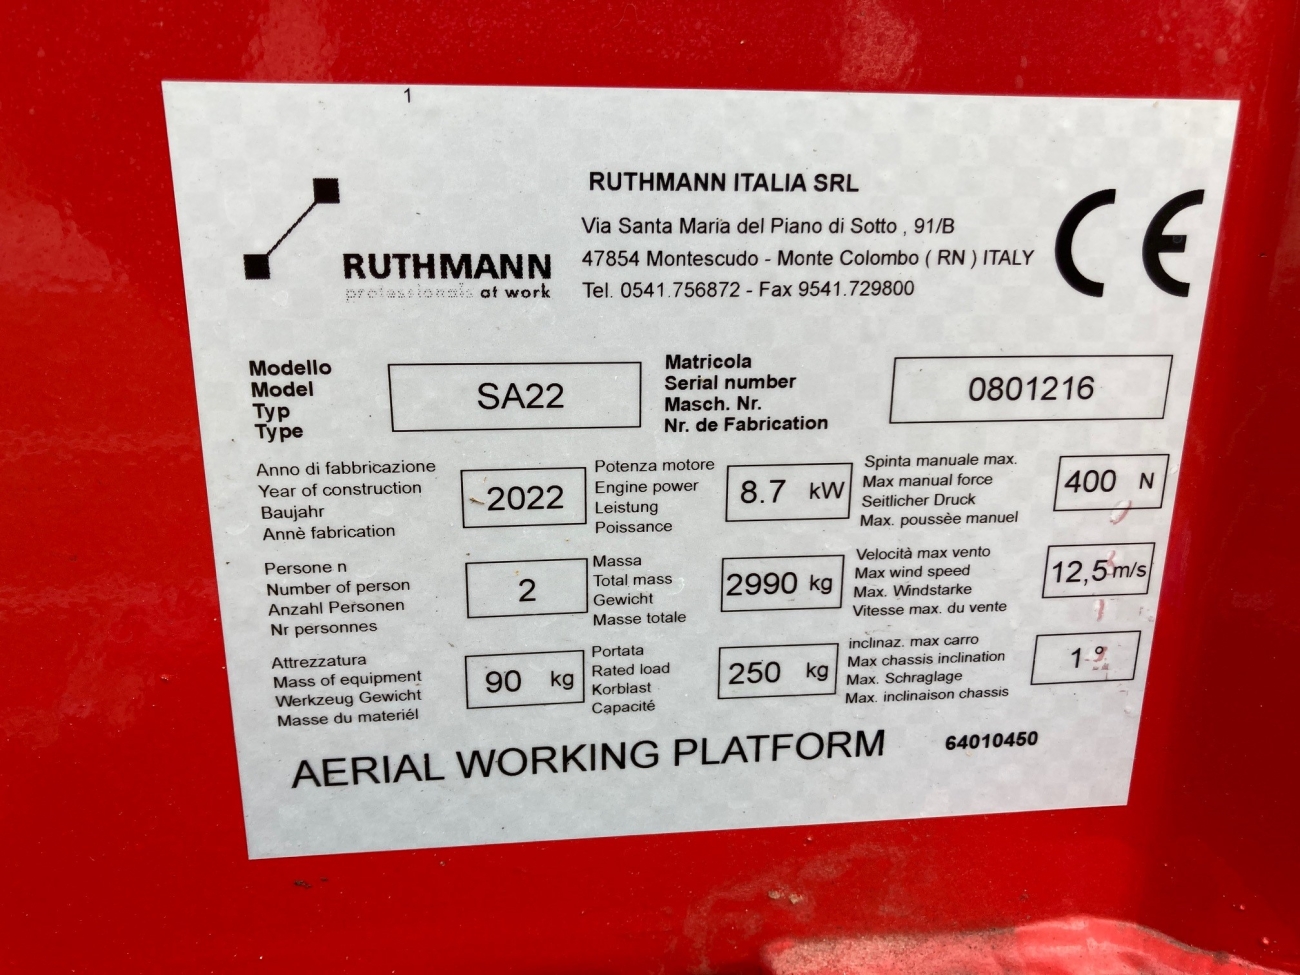 1
RUTHMANN
professionals at work
RUTHMANN ITALIA SRL
Via Santa Maria del Piano di Sotto , 91/B
47854 Montescudo - Monte Colombo ( RN ) ITALY
Tel. 0541.756872 - Fax 9541.729800
CE
Modello
Model
Typ
Type
SA22
Matricola
Serial number
Masch. Nr.
Nr. de Fabrication
0801216
Anno di fabbricazione
Year of construction
Baujahr
Annè fabrication
2022
Potenza motore
Engine power
Leistung
Poissance
8.7 kW
Spinta manuale max.
Max manual force
Seitlicher Druck
Max. poussèe manuel
400 N
Persone n
Number of person
Anzahl Personen
Nr personnes
2
Massa
Total mass
Gewicht
Masse totale
2990 kg
Velocità max vento
Max wind speed
Max. Windstarke
Vitesse max. du vente
12,5 m/s
Attrezzatura
Mass of equipment
Werkzeug Gewicht
Masse du materiél
90 kg
Portata
Rated load
Korblast
Capacité
250 kg
inclinaz. max carro
Max chassis inclination
Max. Schraglage
Max. inclinaison chassis
1 º
AERIAL WORKING PLATFORM
64010450